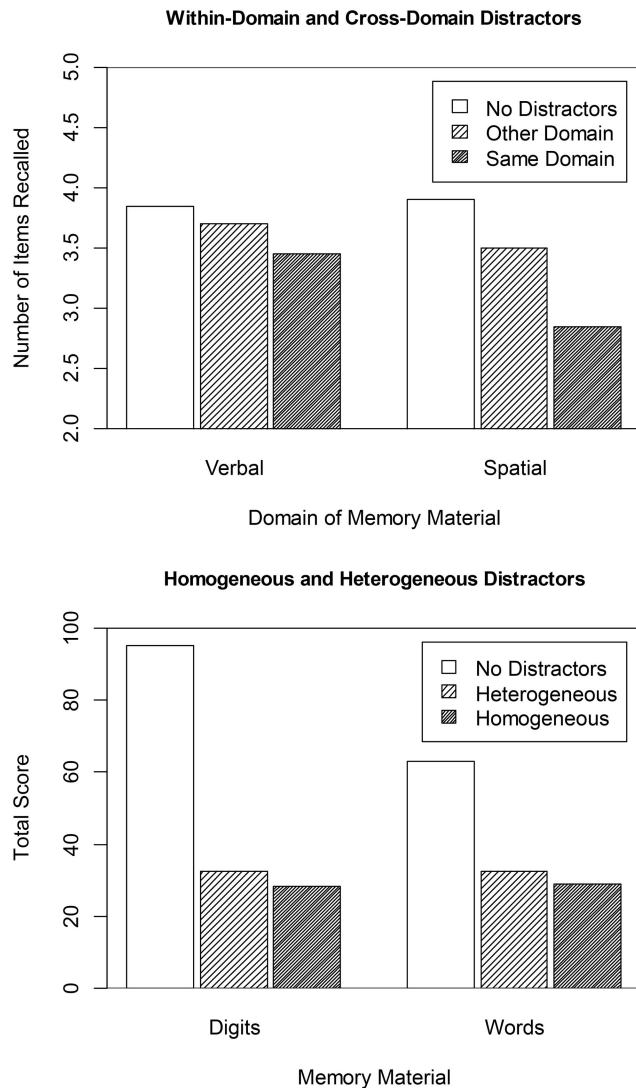 Within-Domain and Cross-Domain Distractors
Number of Items Recalled
5.0
4.5
4.0
3.5
3.0
2.5
2.0
No Distractors
Other Domain
Same Domain
Verbal Spatial
Domain of Memory Material
Homogeneous and Heterogeneous Distractors
Total Score
100
80
60
40
20
0
No Distractors
Heterogeneous
Homogeneous
Digits Words
Memory Material